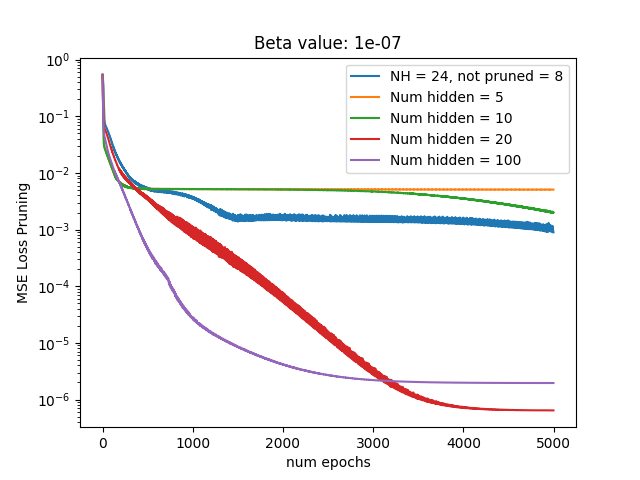 Beta value: 1e-07
NH = 24, not pruned = 8
Num hidden = 5
Num hidden = 10
Num hidden = 20
Num hidden = 100
MSE Loss Pruning
10⁰
10⁻¹
10⁻²
10⁻³
10⁻⁴
10⁻⁵
10⁻⁶
0 1000 2000 3000 4000 5000
num epochs